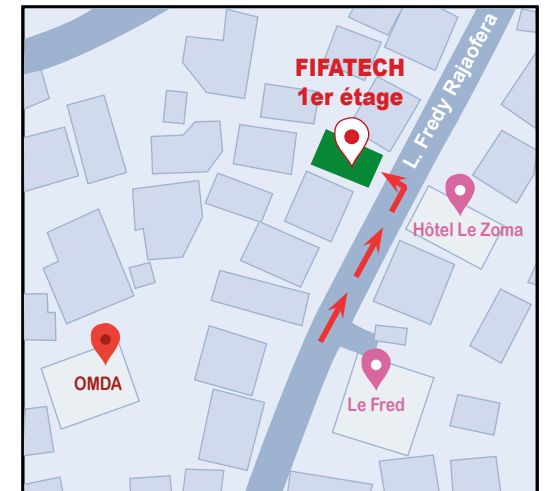 FIFATECH
1er étage
L. Fredy Rajaofera
Hôtel Le Zoma
OMDA
Le Fred